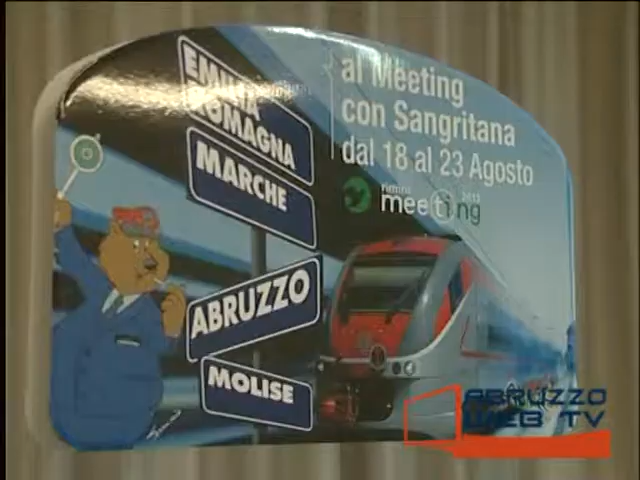 EMILIA
ROMAGNA
MARCHE
ABRUZZO
MOLISE
al Meeting
con Sangritana
dal 18 al 23 Agosto
rimini
meeting
ABRUZZO
WEB TV